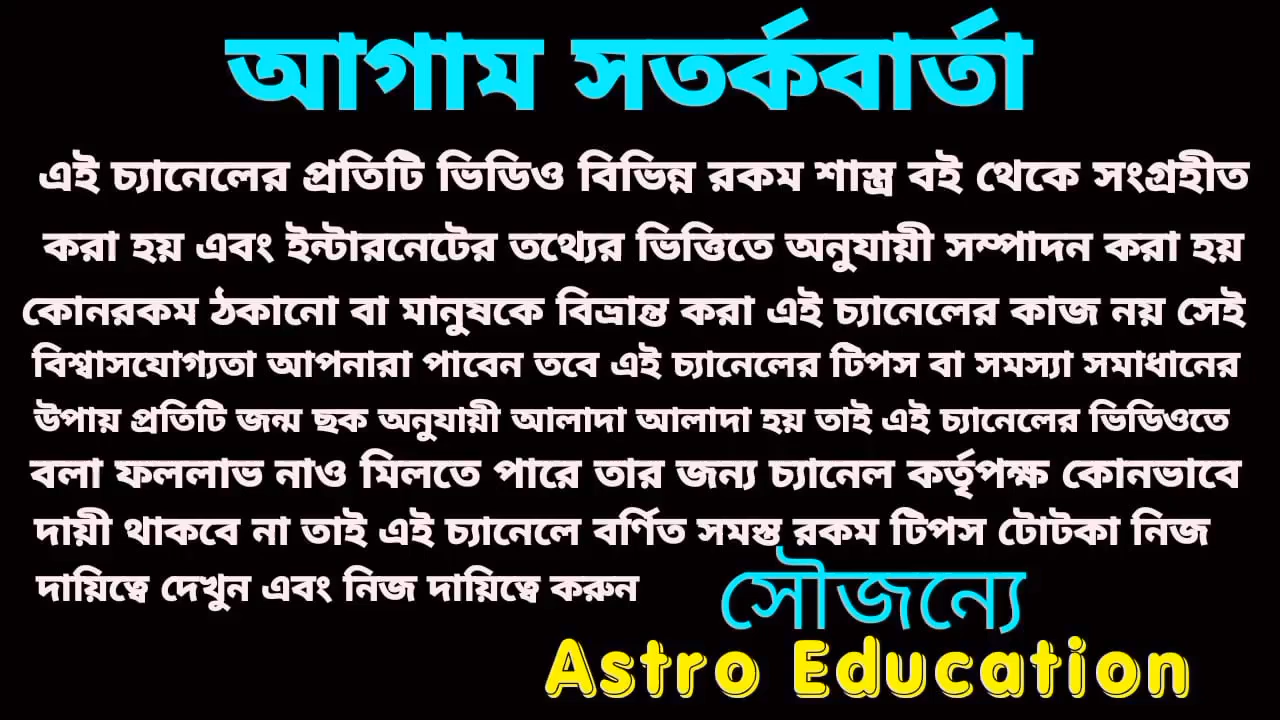 আগাম সতর্কবার্তা
এই চ্যানেলের প্রতিটি ভিডিও বিভিন্ন রকম শাস্ত্র বই থেকে সংগ্রহীত
করা হয় এবং ইন্টারনেটের তথ্যের ভিত্তিতে অনুযায়ী সম্পাদন করা হয়
কোনরকম ঠকানো বা মানুষকে বিভ্রান্ত করা এই চ্যানেলের কাজ নয় সেই
বিশ্বাসযোগ্যতা আপনারা পাবেন তবে এই চ্যানেলের টিপস বা সমস্যা সমাধানের
উপায় প্রতিটি জন্ম ছক অনুযায়ী আলাদা আলাদা হয় তাই এই চ্যানেলের ভিডিওতে
বলা ফললাভ নাও মিলতে পারে তার জন্য চ্যানেল কর্তৃপক্ষ কোনভাবে
দায়ী থাকবে না তাই এই চ্যানেলে বর্ণিত সমস্ত রকম টিপস টোটকা নিজ
দায়িত্বে দেখুন এবং নিজ দায়িত্বে করুন
সৌজন্যে
Astro Education